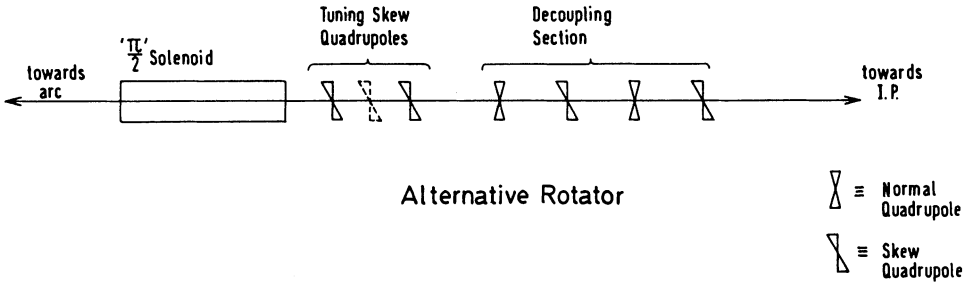 Tuning Skew
Quadrupoles
Decoupling
Section
'π/2' Solenoid
towards
arc
towards
I.P.
Alternative Rotator
≡ Normal
Quadrupole
≡ Skew
Quadrupole